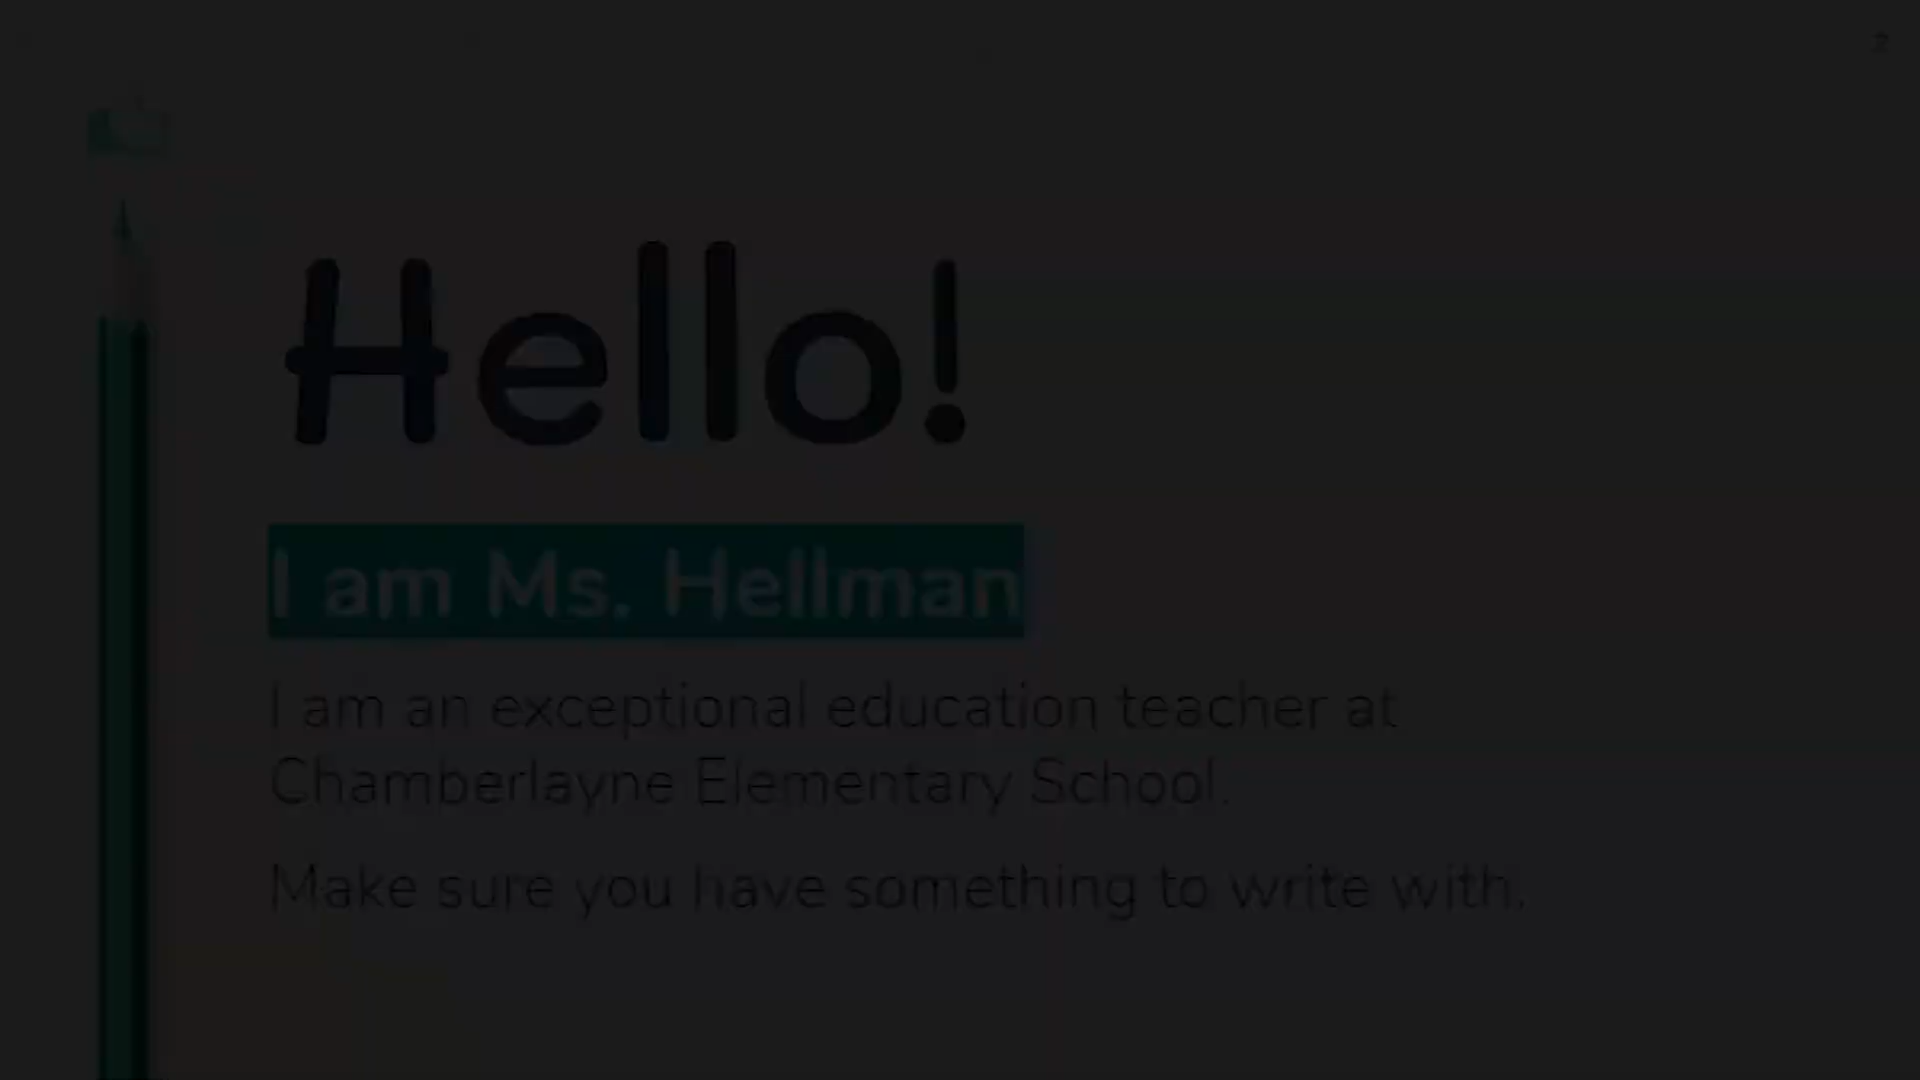 2
Hello!
I am Ms. Hellman
I am an exceptional education teacher at
Chamberlayne Elementary School.
Make sure you have something to write with.